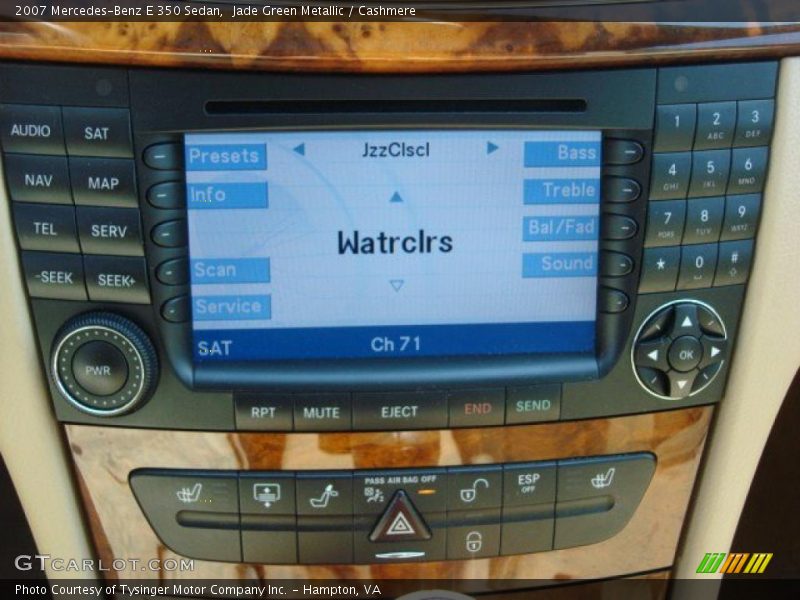 2007 Mercedes-Benz E 350 Sedan, Jade Green Metallic / Cashmere
AUDIO SAT
NAV MAP
TEL SERV
-SEEK SEEK+
PWR
Presets
Info
Scan
Service
SAT
JzzClscl
Watrclrs
Ch 71
Bass
Treble
Bal/Fad
Sound
1 2 ABC 3 DEF
4 GHI 5 JKL 6 MNO
7 PQRS 8 TUV 9 WXYZ
* 0 #
OK
RPT MUTE EJECT END SEND
PASS AIR BAG OFF
ESP OFF
GTCARLOT.COM
Photo Courtesy of Tysinger Motor Company Inc. - Hampton, VA